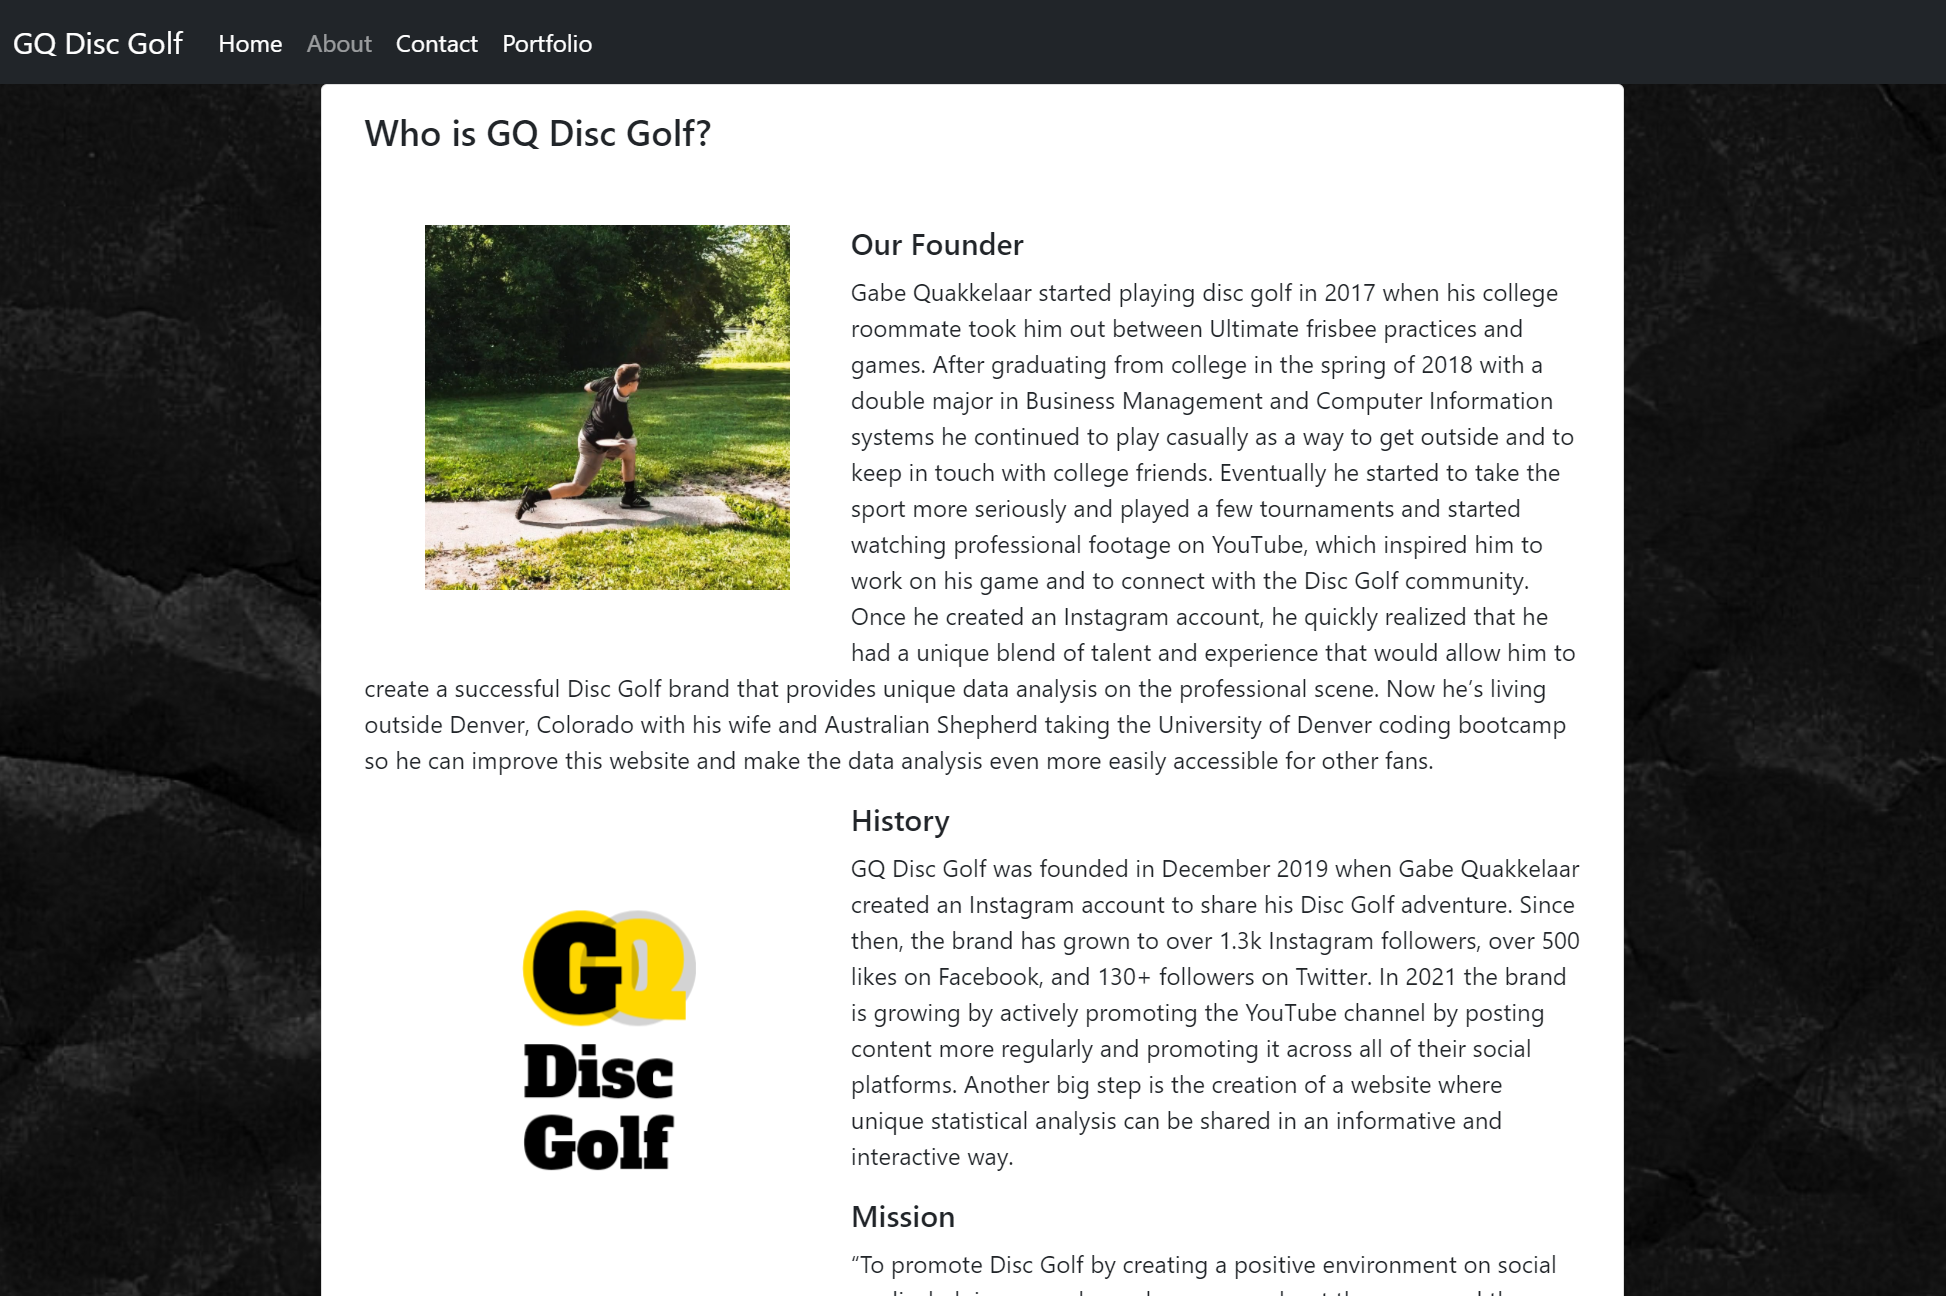 GQ Disc Golf Home About Contact Portfolio
Who is GQ Disc Golf?
Our Founder
Gabe Quakkelaar started playing disc golf in 2017 when his college
roommate took him out between Ultimate frisbee practices and
games. After graduating from college in the spring of 2018 with a
double major in Business Management and Computer Information
systems he continued to play casually as a way to get outside and to
keep in touch with college friends. Eventually he started to take the
sport more seriously and played a few tournaments and started
watching professional footage on YouTube, which inspired him to
work on his game and to connect with the Disc Golf community.
Once he created an Instagram account, he quickly realized that he
had a unique blend of talent and experience that would allow him to
create a successful Disc Golf brand that provides unique data analysis on the professional scene. Now he’s living
outside Denver, Colorado with his wife and Australian Shepherd taking the University of Denver coding bootcamp
so he can improve this website and make the data analysis even more easily accessible for other fans.
GQ
Disc
Golf
History
GQ Disc Golf was founded in December 2019 when Gabe Quakkelaar
created an Instagram account to share his Disc Golf adventure. Since
then, the brand has grown to over 1.3k Instagram followers, over 500
likes on Facebook, and 130+ followers on Twitter. In 2021 the brand
is growing by actively promoting the YouTube channel by posting
content more regularly and promoting it across all of their social
platforms. Another big step is the creation of a website where
unique statistical analysis can be shared in an informative and
interactive way.
Mission
“To promote Disc Golf by creating a positive environment on social